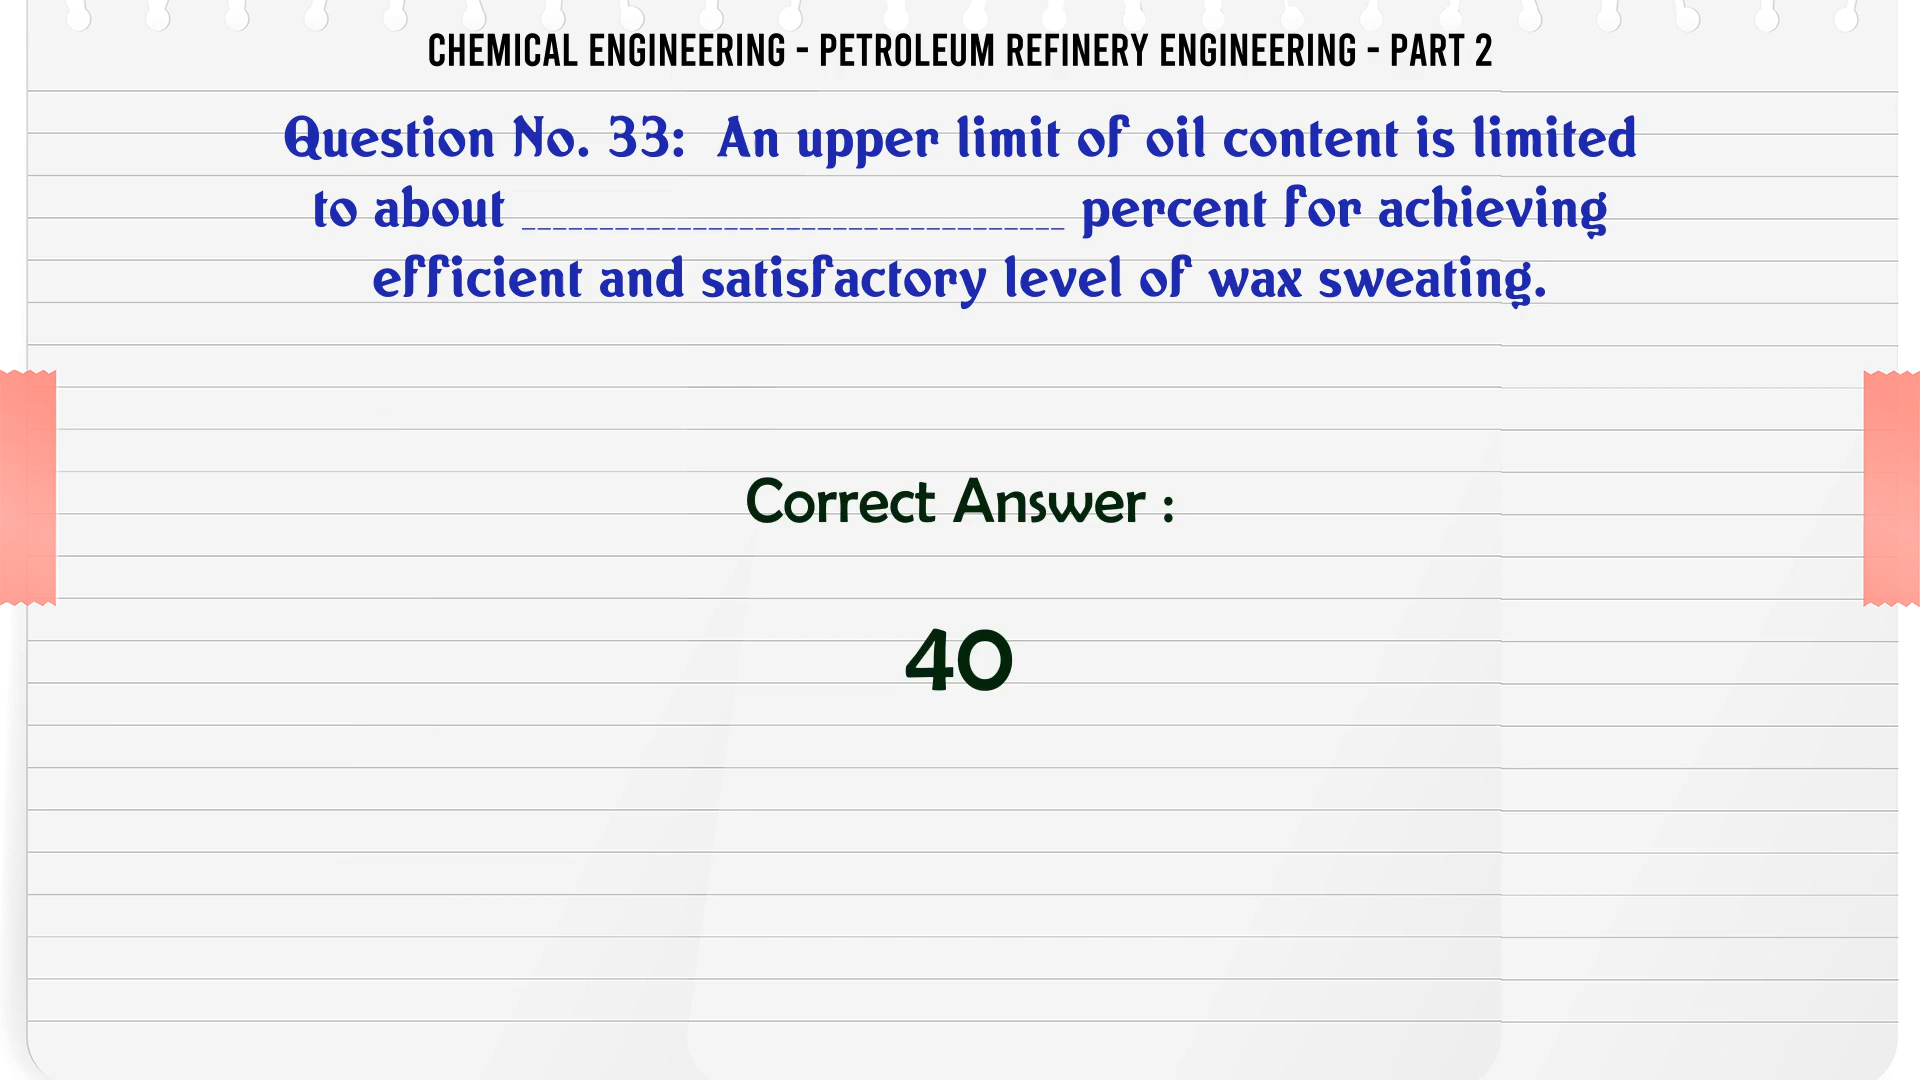 CHEMICAL ENGINEERING - PETROLEUM REFINERY ENGINEERING - PART 2
Question No. 33:  An upper limit of oil content is limited
to about __________________________________ percent for achieving
efficient and satisfactory level of wax sweating.
Correct Answer :
40